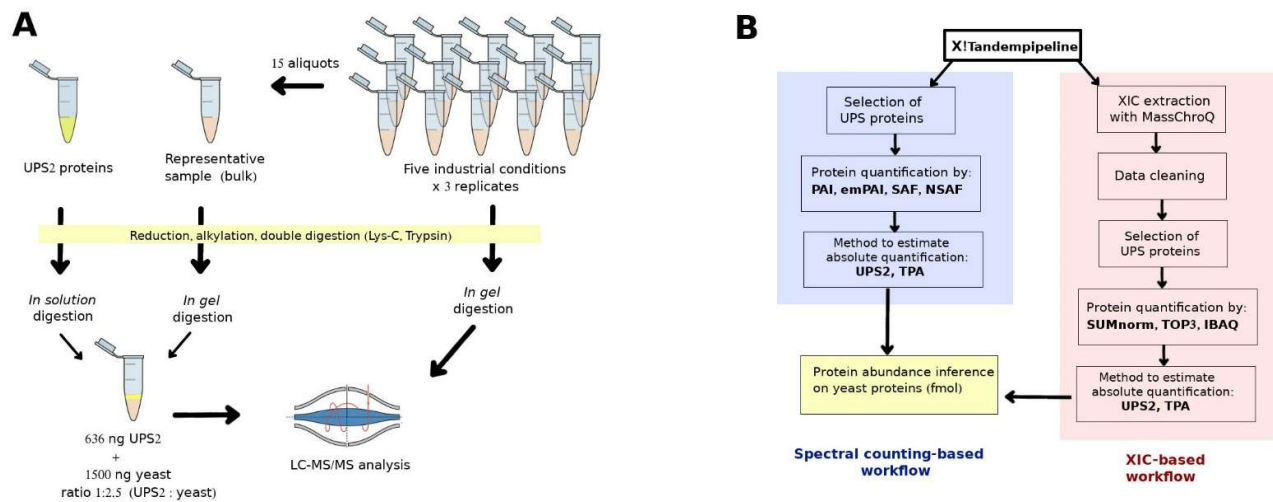 A
15 aliquots
UPS2 proteins
Representative
sample (bulk)
Five industrial conditions
x 3 replicates
Reduction, alkylation, double digestion (Lys-C, Trypsin)
In solution
digestion
In gel
digestion
In gel
digestion
636 ng UPS2
+
1500 ng yeast
ratio 1:2.5 (UPS2 : yeast)
LC-MS/MS analysis
B
X!Tandempipeline
Selection of
UPS proteins
Protein quantification by:
PAI, emPAI, SAF, NSAF
Method to estimate
absolute quantification:
UPS2, TPA
XIC extraction
with MassChroQ
Data cleaning
Selection of
UPS proteins
Protein quantification by:
SUMnorm, TOP3, IBAQ
Method to estimate
absolute quantification:
UPS2, TPA
Protein abundance inference
on yeast proteins (fmol)
Spectral counting-based
workflow
XIC-based
workflow